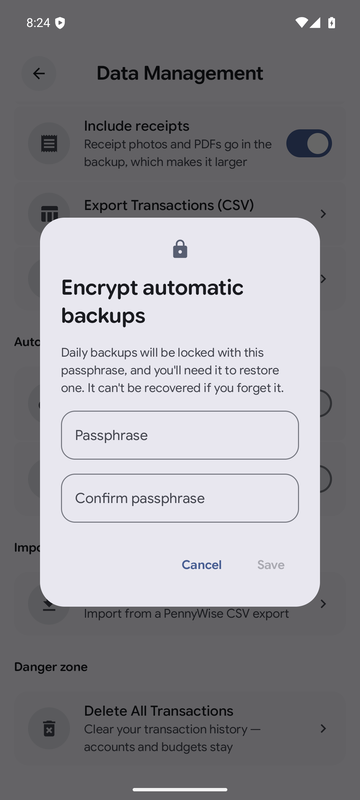 8:24
Data Management
Include receipts
Receipt photos and PDFs go in the
backup, which makes it larger
Export Transactions (CSV)
Encrypt automatic
backups
Daily backups will be locked with this
passphrase, and you'll need it to restore
one. It can't be recovered if you forget it.
Passphrase
Confirm passphrase
Cancel
Save
Import from a PennyWise CSV export
Danger zone
Delete All Transactions
Clear your transaction history —
accounts and budgets stay